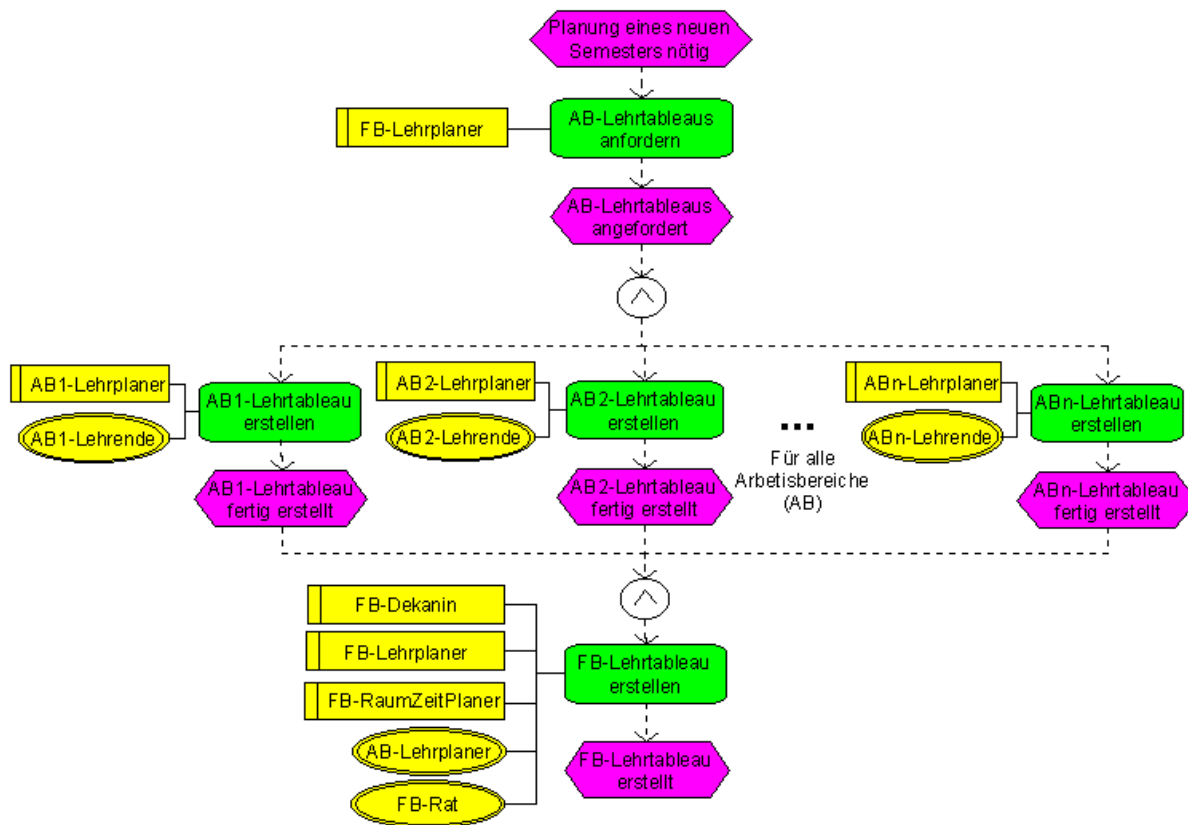 Planung eines neuen
Semesters nötig
FB-Lehrplaner
AB-Lehrtableaus
anfordern
AB-Lehrtableaus
angefordert
AB1-Lehrplaner
AB1-Lehrende
AB1-Lehrtableau
erstellen
AB2-Lehrplaner
AB2-Lehrende
AB2-Lehrtableau
erstellen
...
Für alle
Arbetisbereiche
(AB)
ABn-Lehrplaner
ABn-Lehrende
ABn-Lehrtableau
erstellen
AB1-Lehrtableau
fertig erstellt
AB2-Lehrtableau
fertig erstellt
ABn-Lehrtableau
fertig erstellt
FB-Dekanin
FB-Lehrplaner
FB-RaumZeitPlaner
AB-Lehrplaner
FB-Rat
FB-Lehrtableau
erstellen
FB-Lehrtableau
erstellt